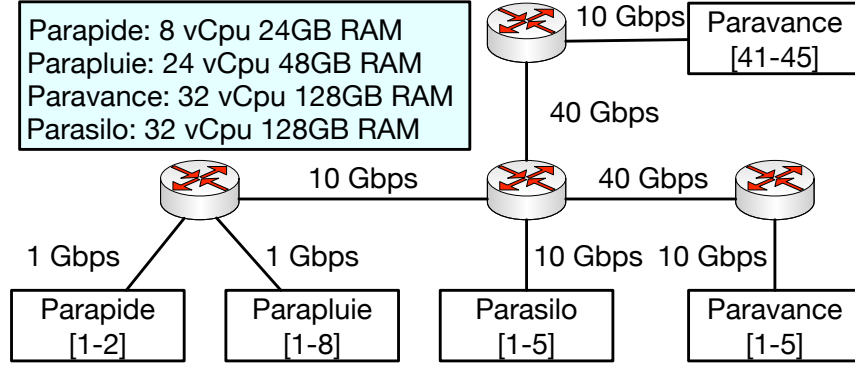 Parapide: 8 vCpu 24GB RAM
Parapluie: 24 vCpu 48GB RAM
Paravance: 32 vCpu 128GB RAM
Parasilo: 32 vCpu 128GB RAM
10 Gbps
Paravance
[41-45]
40 Gbps
10 Gbps
40 Gbps
1 Gbps
1 Gbps
10 Gbps
10 Gbps
Parapide
[1-2]
Parapluie
[1-8]
Parasilo
[1-5]
Paravance
[1-5]